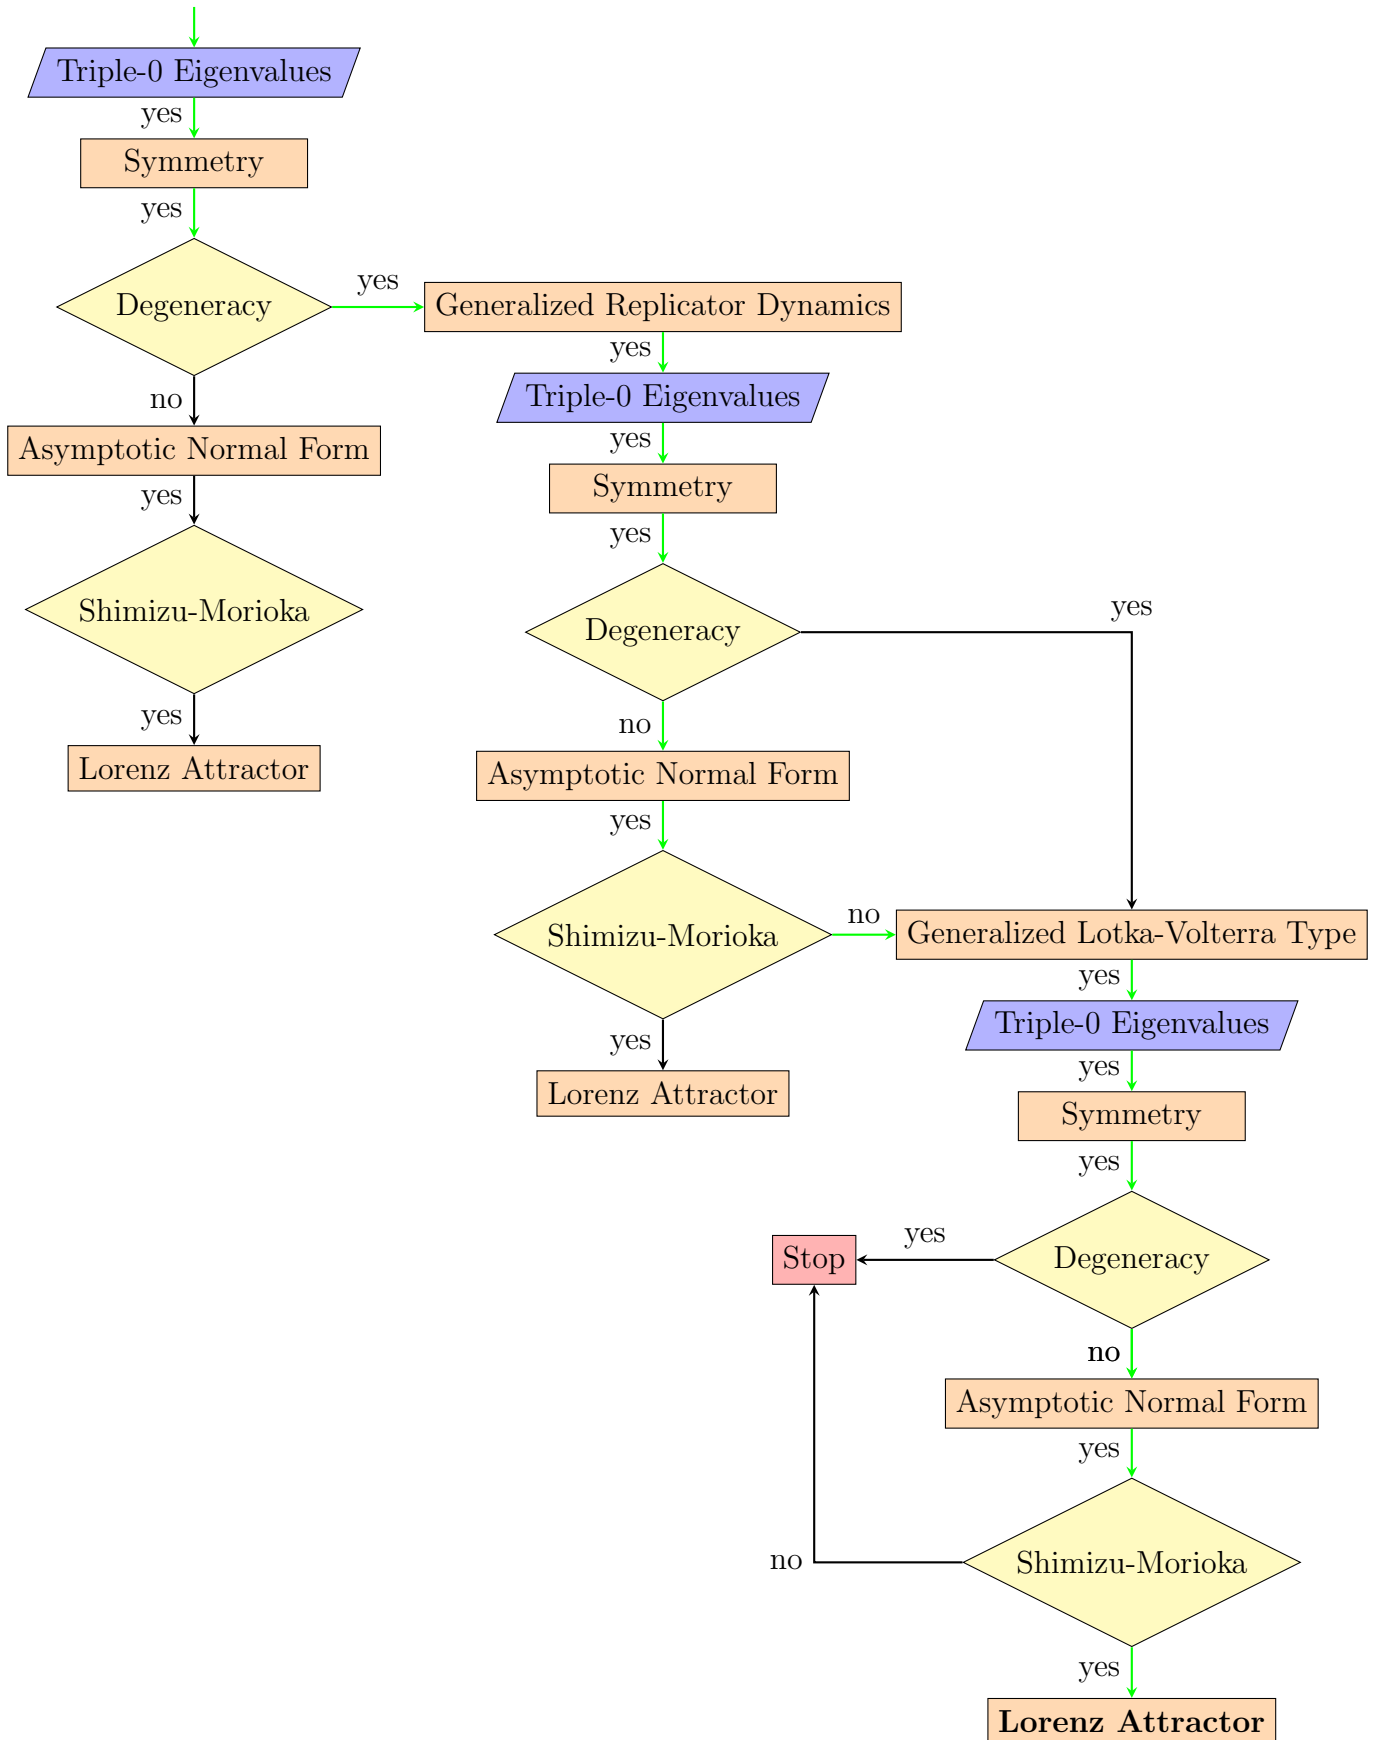 Triple-0 Eigenvalues
yes
Symmetry
yes
Degeneracy
yes
no
Asymptotic Normal Form
yes
Shimizu-Morioka
yes
Lorenz Attractor
Generalized Replicator Dynamics
yes
Triple-0 Eigenvalues
yes
Symmetry
yes
Degeneracy
yes
no
Asymptotic Normal Form
yes
Shimizu-Morioka
no
yes
Lorenz Attractor
Generalized Lotka-Volterra Type
yes
Triple-0 Eigenvalues
yes
Symmetry
yes
Degeneracy
yes
Stop
no
Asymptotic Normal Form
yes
Shimizu-Morioka
no
yes
Lorenz Attractor